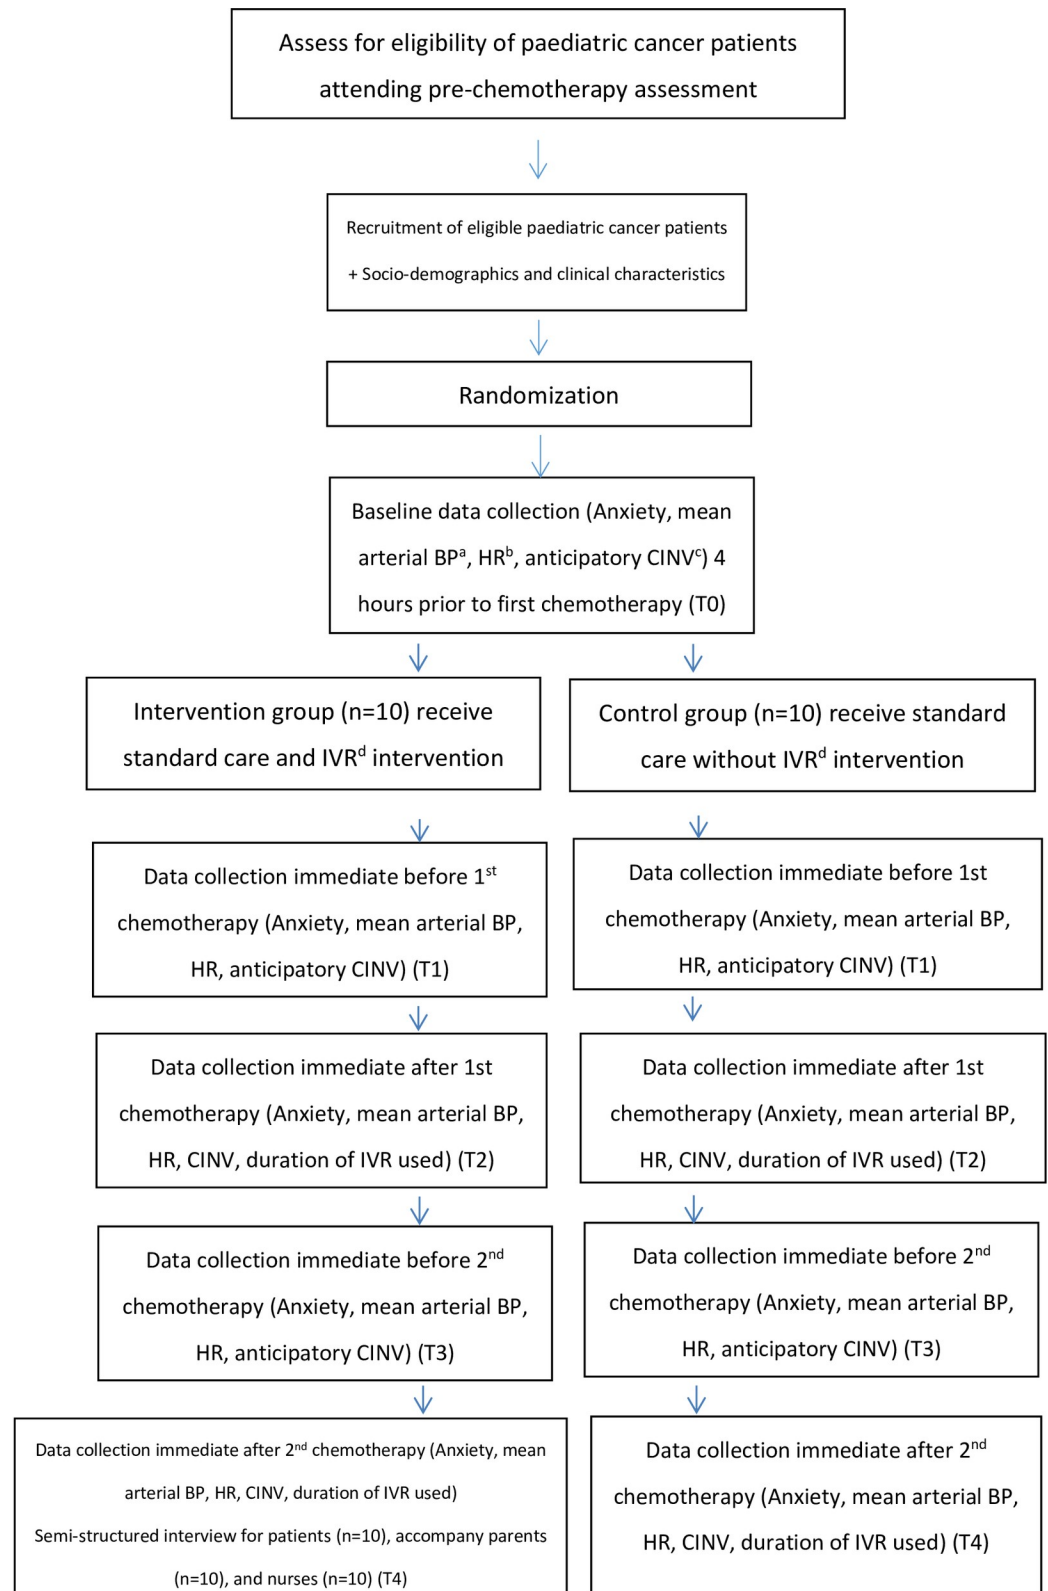 Assess for eligibility of paediatric cancer patients
attending pre-chemotherapy assessment
Recruitment of eligible paediatric cancer patients
+ Socio-demographics and clinical characteristics
Randomization
Baseline data collection (Anxiety, mean
arterial BPᵃ, HRᵇ, anticipatory CINVᶜ) 4
hours prior to first chemotherapy (T0)
Intervention group (n=10) receive
standard care and IVRᵈ intervention
Control group (n=10) receive standard
care without IVRᵈ intervention
Data collection immediate before 1ˢᵗ
chemotherapy (Anxiety, mean arterial BP,
HR, anticipatory CINV) (T1)
Data collection immediate before 1st
chemotherapy (Anxiety, mean arterial BP,
HR, anticipatory CINV) (T1)
Data collection immediate after 1st
chemotherapy (Anxiety, mean arterial BP,
HR, CINV, duration of IVR used) (T2)
Data collection immediate after 1st
chemotherapy (Anxiety, mean arterial BP,
HR, CINV, duration of IVR used) (T2)
Data collection immediate before 2ⁿᵈ
chemotherapy (Anxiety, mean arterial BP,
HR, anticipatory CINV) (T3)
Data collection immediate before 2ⁿᵈ
chemotherapy (Anxiety, mean arterial BP,
HR, anticipatory CINV) (T3)
Data collection immediate after 2ⁿᵈ chemotherapy (Anxiety, mean
arterial BP, HR, CINV, duration of IVR used)
Semi-structured interview for patients (n=10), accompany parents
(n=10), and nurses (n=10) (T4)
Data collection immediate after 2ⁿᵈ
chemotherapy (Anxiety, mean arterial BP,
HR, CINV, duration of IVR used) (T4)